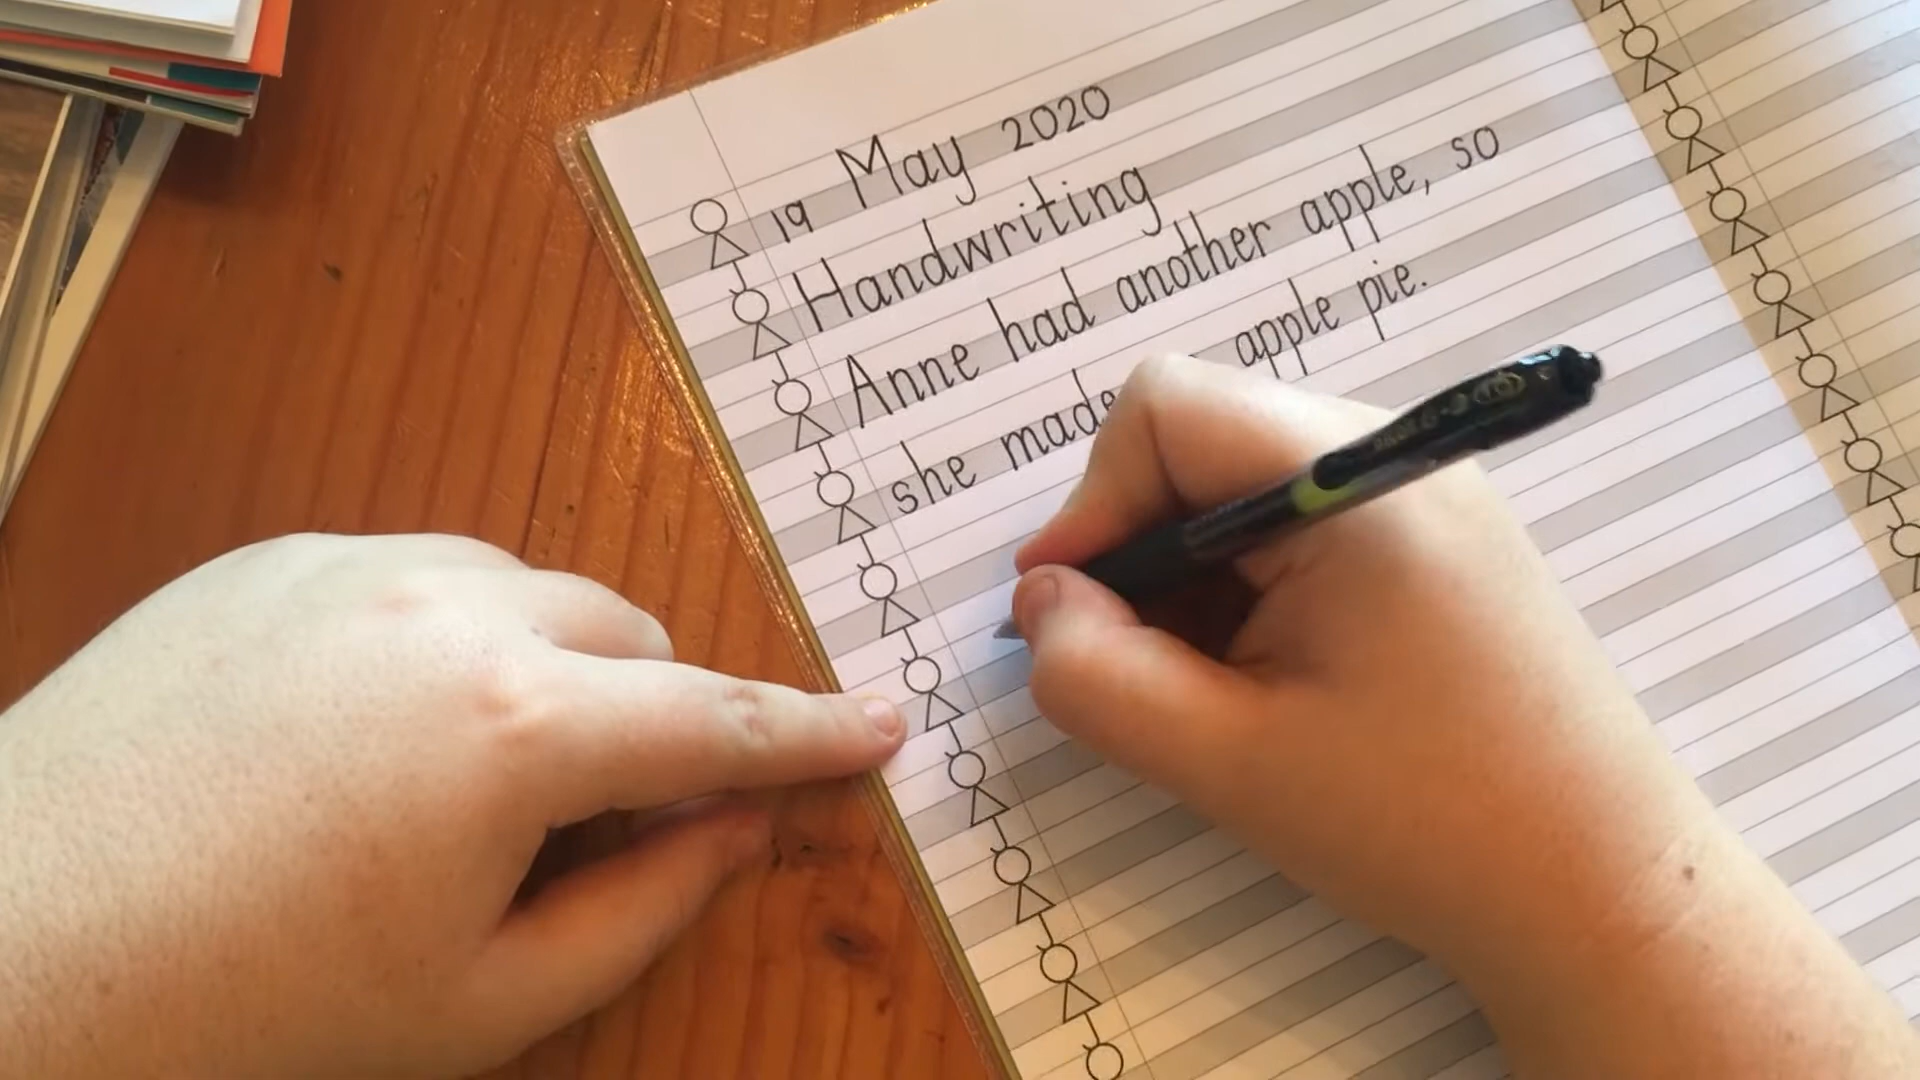 19 May 2020
Handwriting
Anne had another apple, so
she made apple pie.